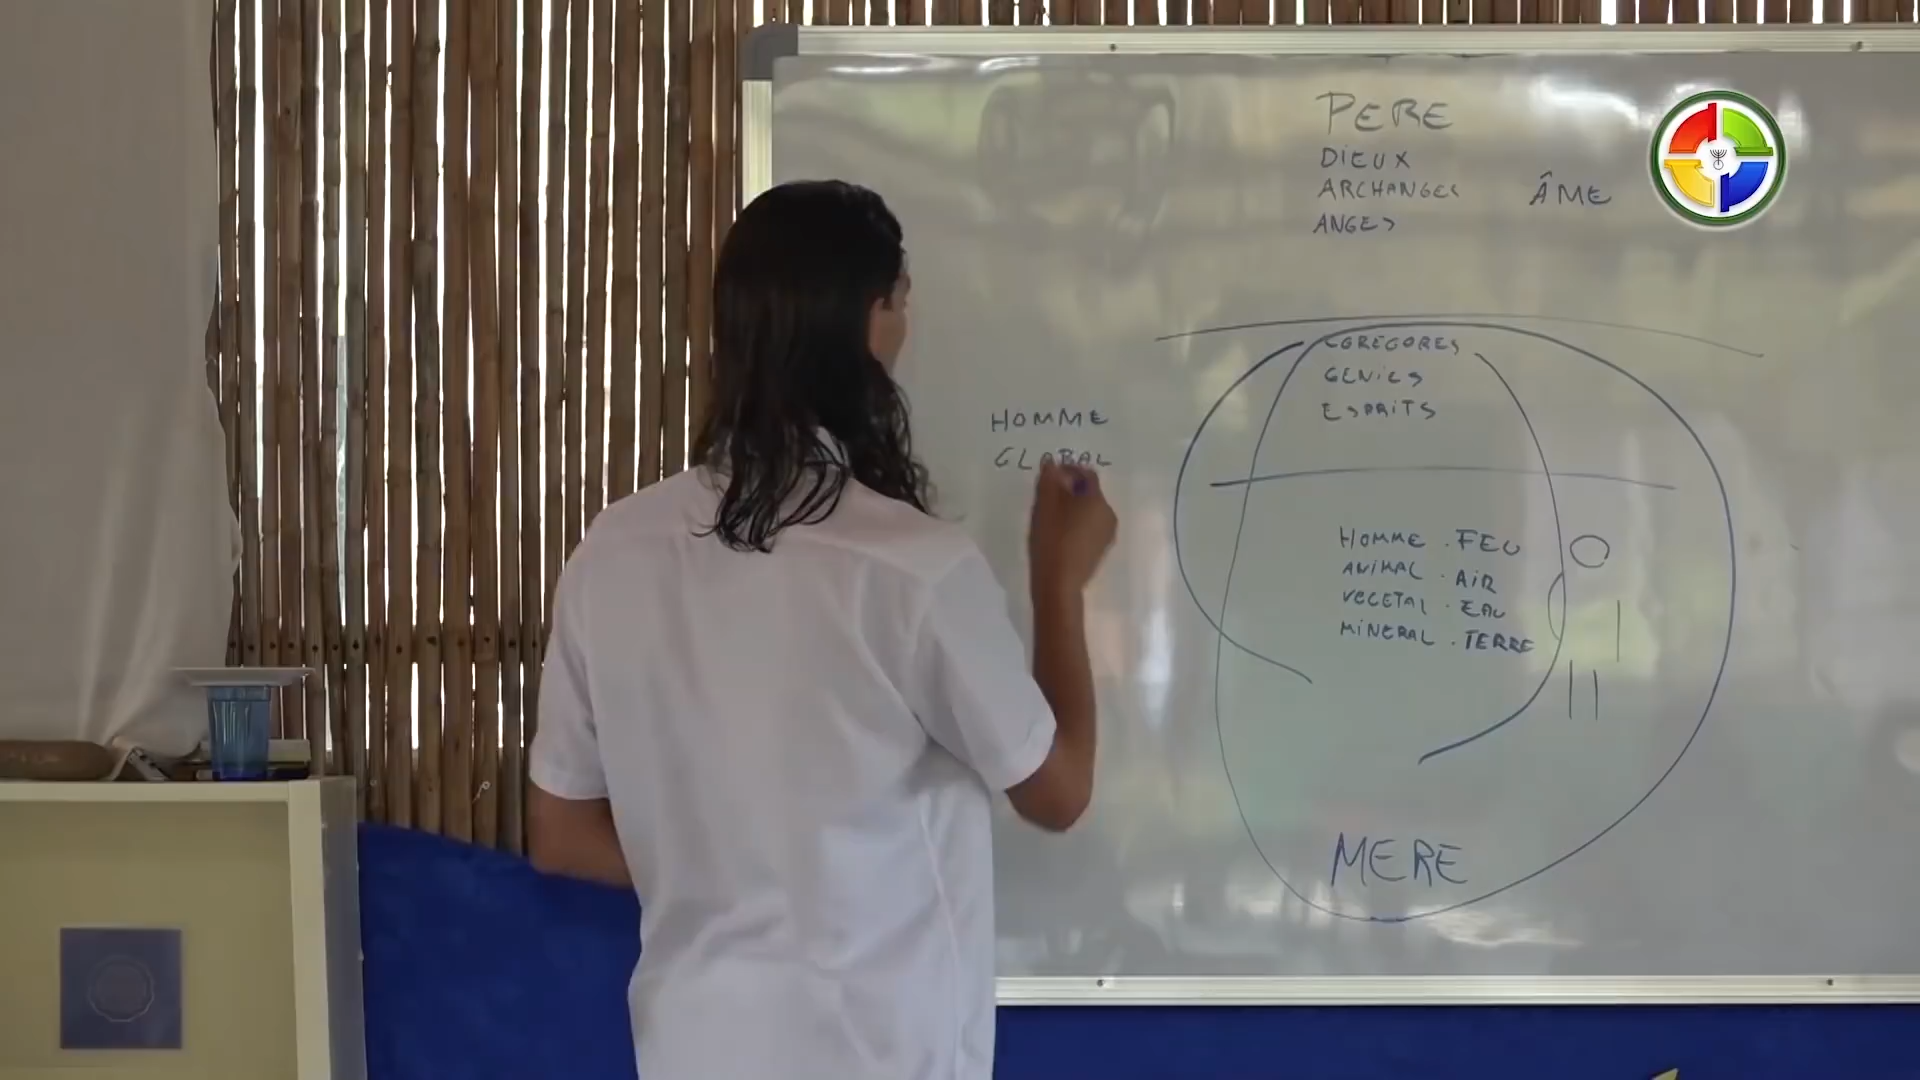 PERE
DIEUX
ARCHANGES
ÂME
ANGES
EGREGORES
GENIES
ESPRITS
HOMME
GLOBAL
HOMME . FEU
ANIMAL . AIR
VEGETAL . EAU
MINERAL . TERRE
MERE